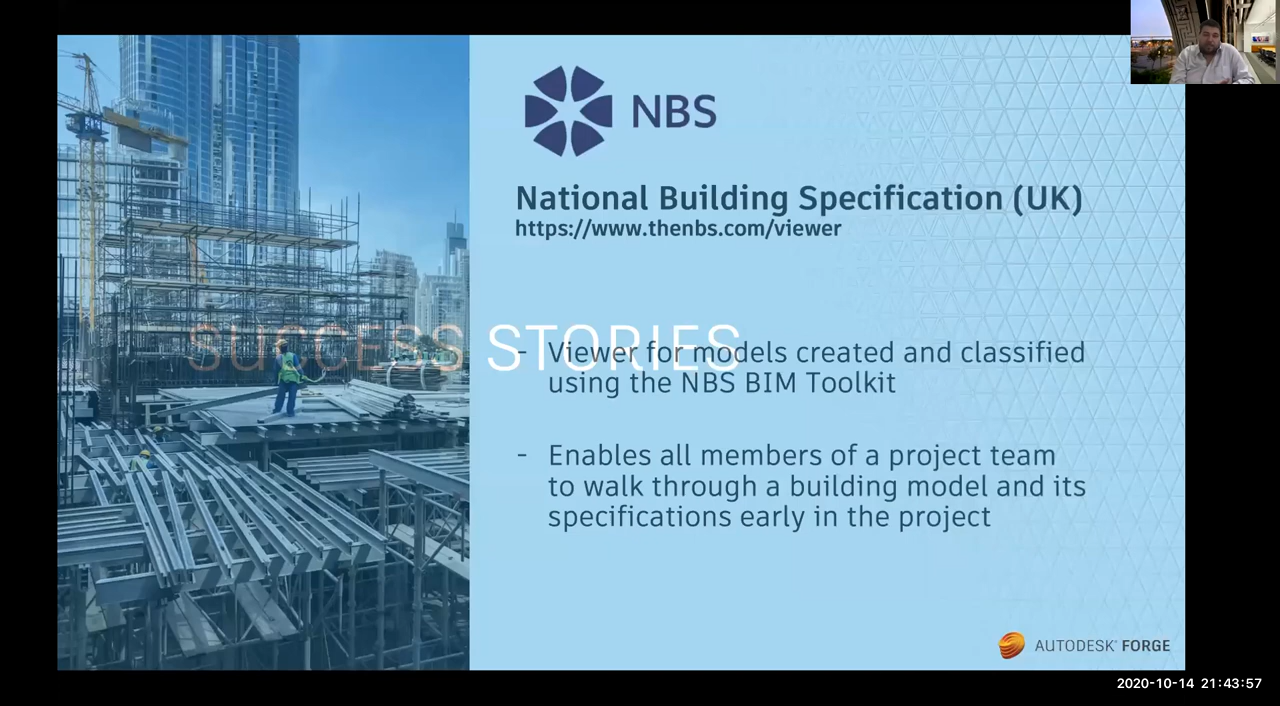 NBS
National Building Specification (UK)
https://www.thenbs.com/viewer
SUCCESS STORIES
- Viewer for models created and classified
using the NBS BIM Toolkit
- Enables all members of a project team
to walk through a building model and its
specifications early in the project
AUTODESK® FORGE
2020-10-14 21:43:57